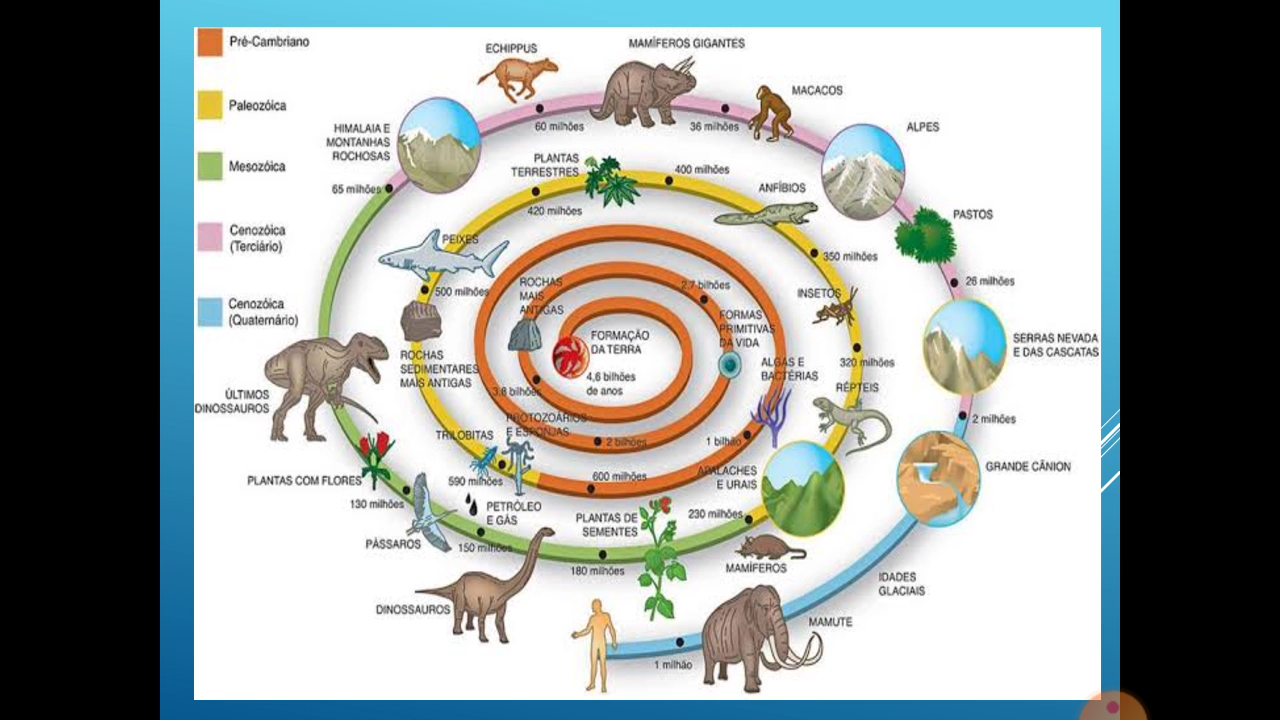 Pré-Cambriano
Paleozóica
Mesozóica
Cenozóica
(Terciário)
Cenozóica
(Quaternário)
ECHIPPUS
MAMÍFEROS GIGANTES
MACACOS
ALPES
PASTOS
HIMALAIA E
MONTANHAS
ROCHOSAS
60 milhões
36 milhões
65 milhões
26 milhões
SERRAS NEVADA
E DAS CASCATAS
2 milhões
GRANDE CÂNION
IDADES
GLACIAIS
MAMUTE
1 milhão
PLANTAS
TERRESTRES
400 milhões
420 milhões
ANFÍBIOS
350 milhões
PEIXES
500 milhões
INSETOS
320 milhões
RÉPTEIS
ROCHAS
SEDIMENTARES
MAIS ANTIGAS
TRILOBITAS
590 milhões
APALACHES
E URAIS
230 milhões
MAMÍFEROS
PLANTAS DE
SEMENTES
180 milhões
PETRÓLEO
E GÁS
150 milhões
DINOSSAUROS
PÁSSAROS
130 milhões
PLANTAS COM FLORES
ÚLTIMOS
DINOSSAUROS
ROCHAS
MAIS
ANTIGAS
2,7 bilhões
FORMAS
PRIMITIVAS
DA VIDA
FORMAÇÃO
DA TERRA
4,6 bilhões
de anos
3,8 bilhões
ALGAS E
BACTÉRIAS
PROTOZOÁRIOS
E ESPONJAS
2 bilhões
1 bilhão
600 milhões